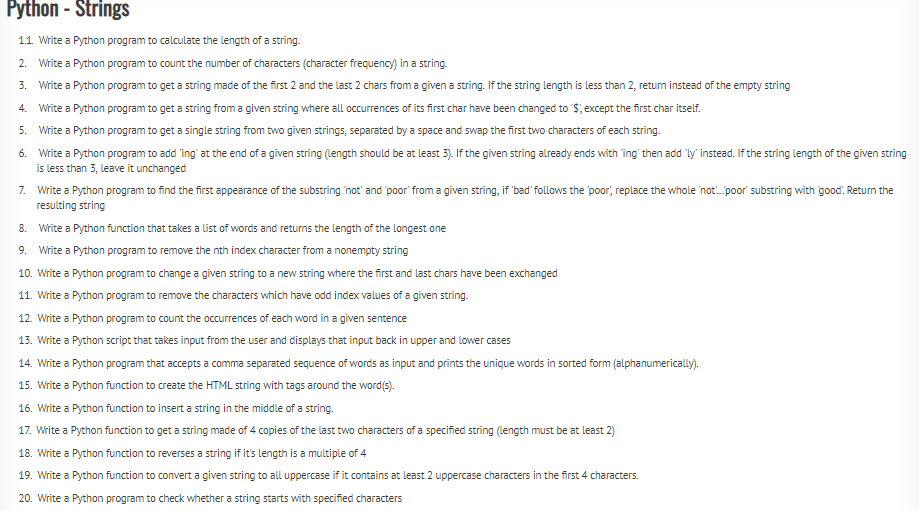 Python - Strings
1.1. Write a Python program to calculate the length of a string.
2. Write a Python program to count the number of characters (character frequency) in a string.
3. Write a Python program to get a string made of the first 2 and the last 2 chars from a given a string. If the string length is less than 2, return instead of the empty string
4. Write a Python program to get a string from a given string where all occurrences of its first char have been changed to '$', except the first char itself.
5. Write a Python program to get a single string from two given strings, separated by a space and swap the first two characters of each string.
6. Write a Python program to add 'ing' at the end of a given string (length should be at least 3). If the given string already ends with 'ing' then add 'ly' instead. If the string length of the given string
is less than 3, leave it unchanged
7. Write a Python program to find the first appearance of the substring 'not' and 'poor' from a given string, if 'bad' follows the 'poor', replace the whole 'not'...'poor' substring with 'good'. Return the
resulting string
8. Write a Python function that takes a list of words and returns the length of the longest one
9. Write a Python program to remove the nth index character from a nonempty string
10. Write a Python program to change a given string to a new string where the first and last chars have been exchanged
11. Write a Python program to remove the characters which have odd index values of a given string.
12. Write a Python program to count the occurrences of each word in a given sentence
13. Write a Python script that takes input from the user and displays that input back in upper and lower cases
14. Write a Python program that accepts a comma separated sequence of words as input and prints the unique words in sorted form (alphanumerically).
15. Write a Python function to create the HTML string with tags around the word(s).
16. Write a Python function to insert a string in the middle of a string.
17. Write a Python function to get a string made of 4 copies of the last two characters of a specified string (length must be at least 2)
18. Write a Python function to reverses a string if it's length is a multiple of 4
19. Write a Python function to convert a given string to all uppercase if it contains at least 2 uppercase characters in the first 4 characters.
20. Write a Python program to check whether a string starts with specified characters